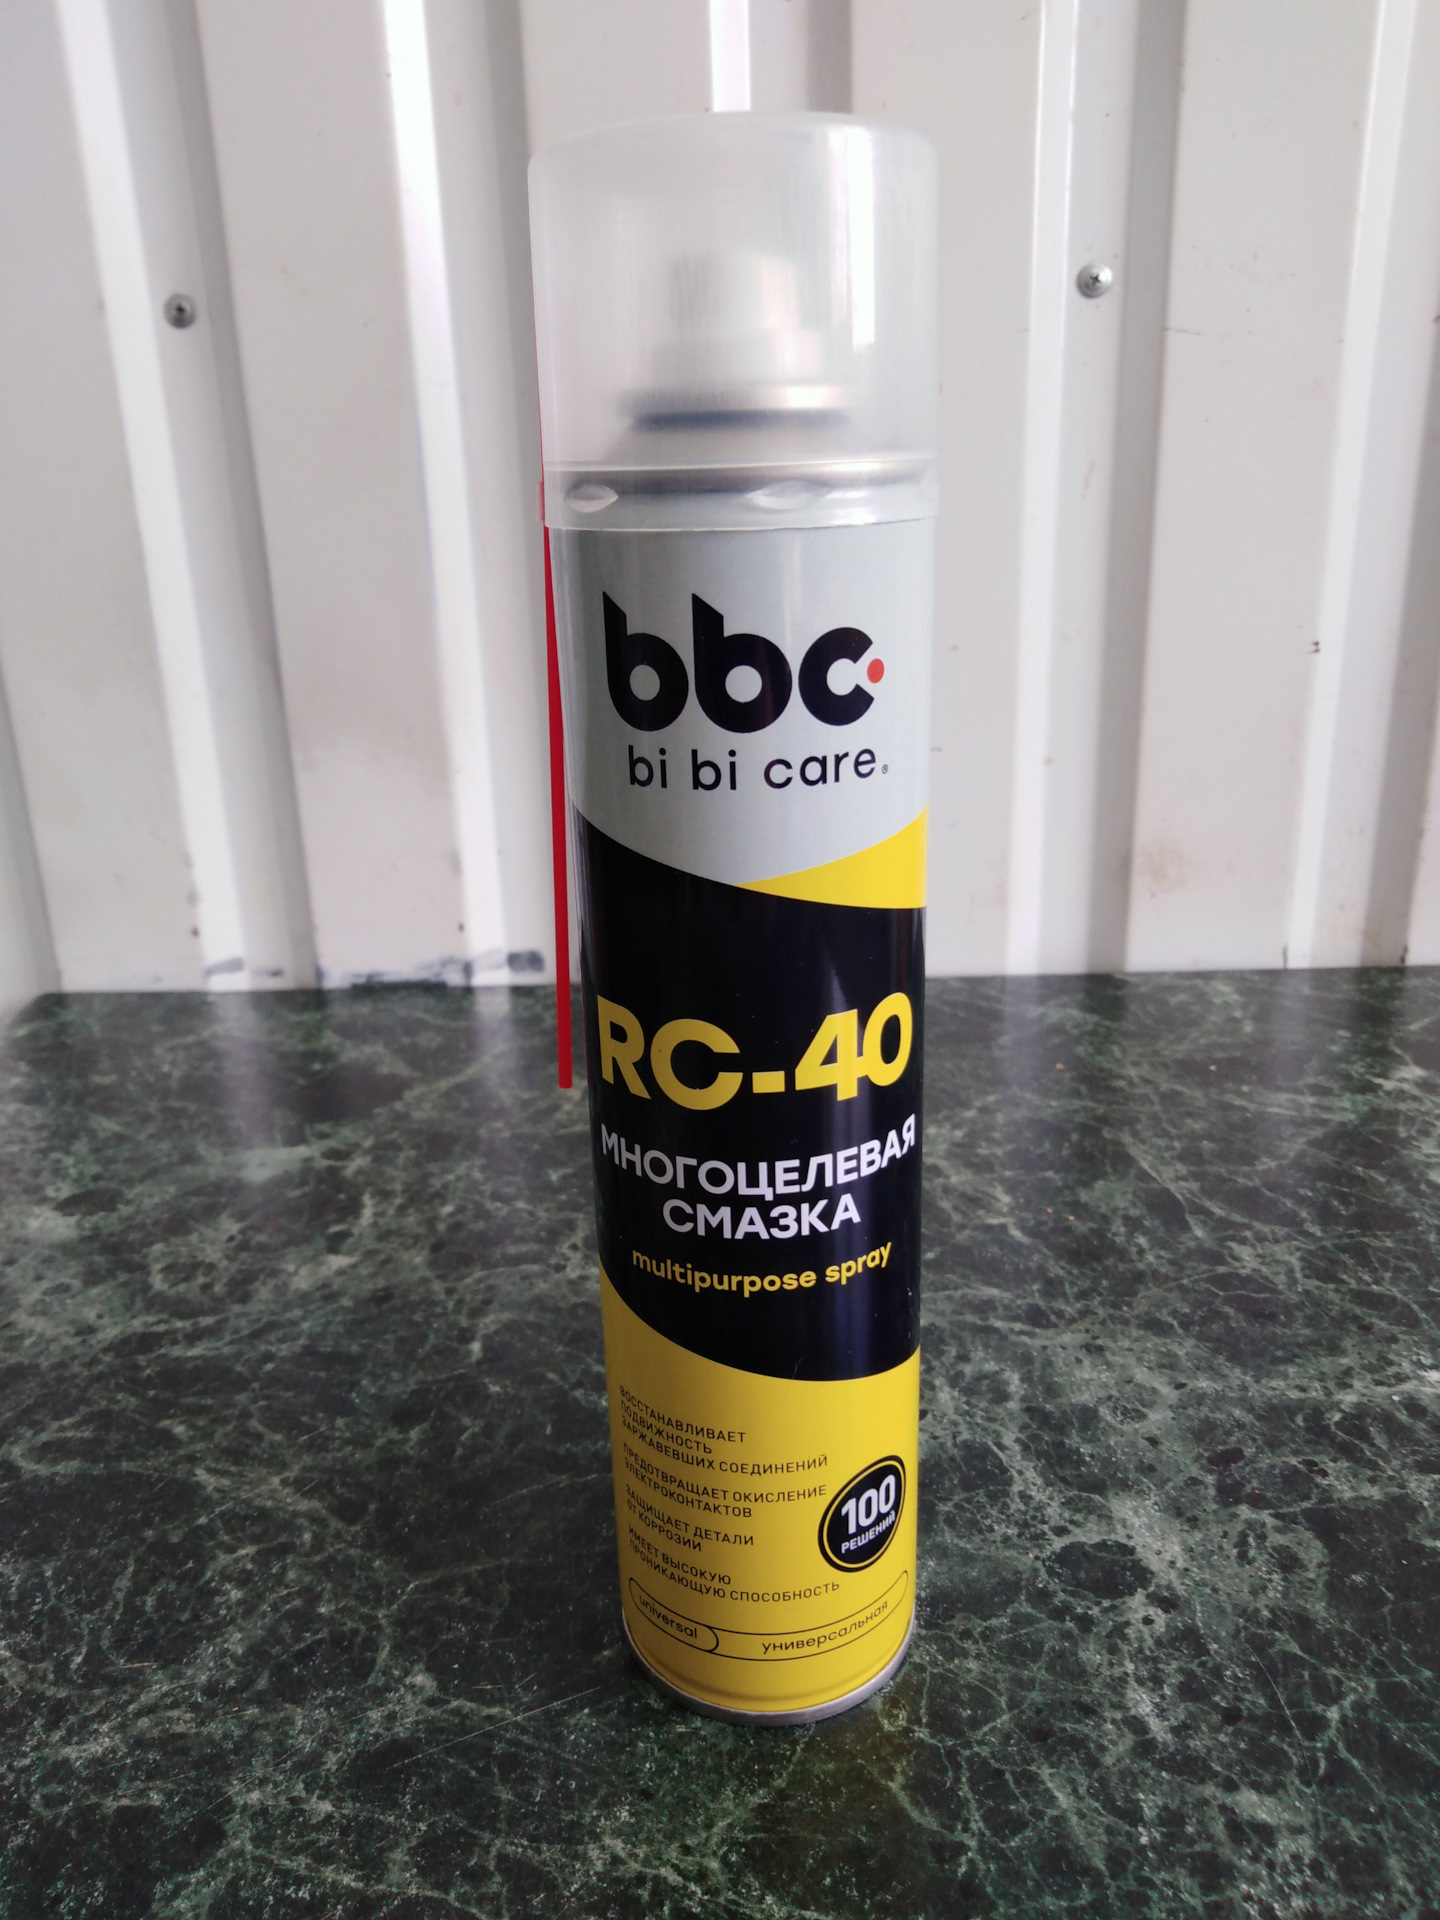 bbc
bi bi care®
RC-40
МНОГОЦЕЛЕВАЯ
СМАЗКА
multipurpose spray
ВОССТАНАВЛИВАЕТ
ПОДВИЖНОСТЬ
ЗАРЖАВЕВШИХ СОЕДИНЕНИЙ
ПРЕДОТВРАЩАЕТ ОКИСЛЕНИЕ
ЭЛЕКТРОКОНТАКТОВ
ЗАЩИЩАЕТ ДЕТАЛИ
ОТ КОРРОЗИИ
ИМЕЕТ ВЫСОКУЮ
ПРОНИКАЮЩУЮ СПОСОБНОСТЬ
100
РЕШЕНИЙ
universal
универсальная